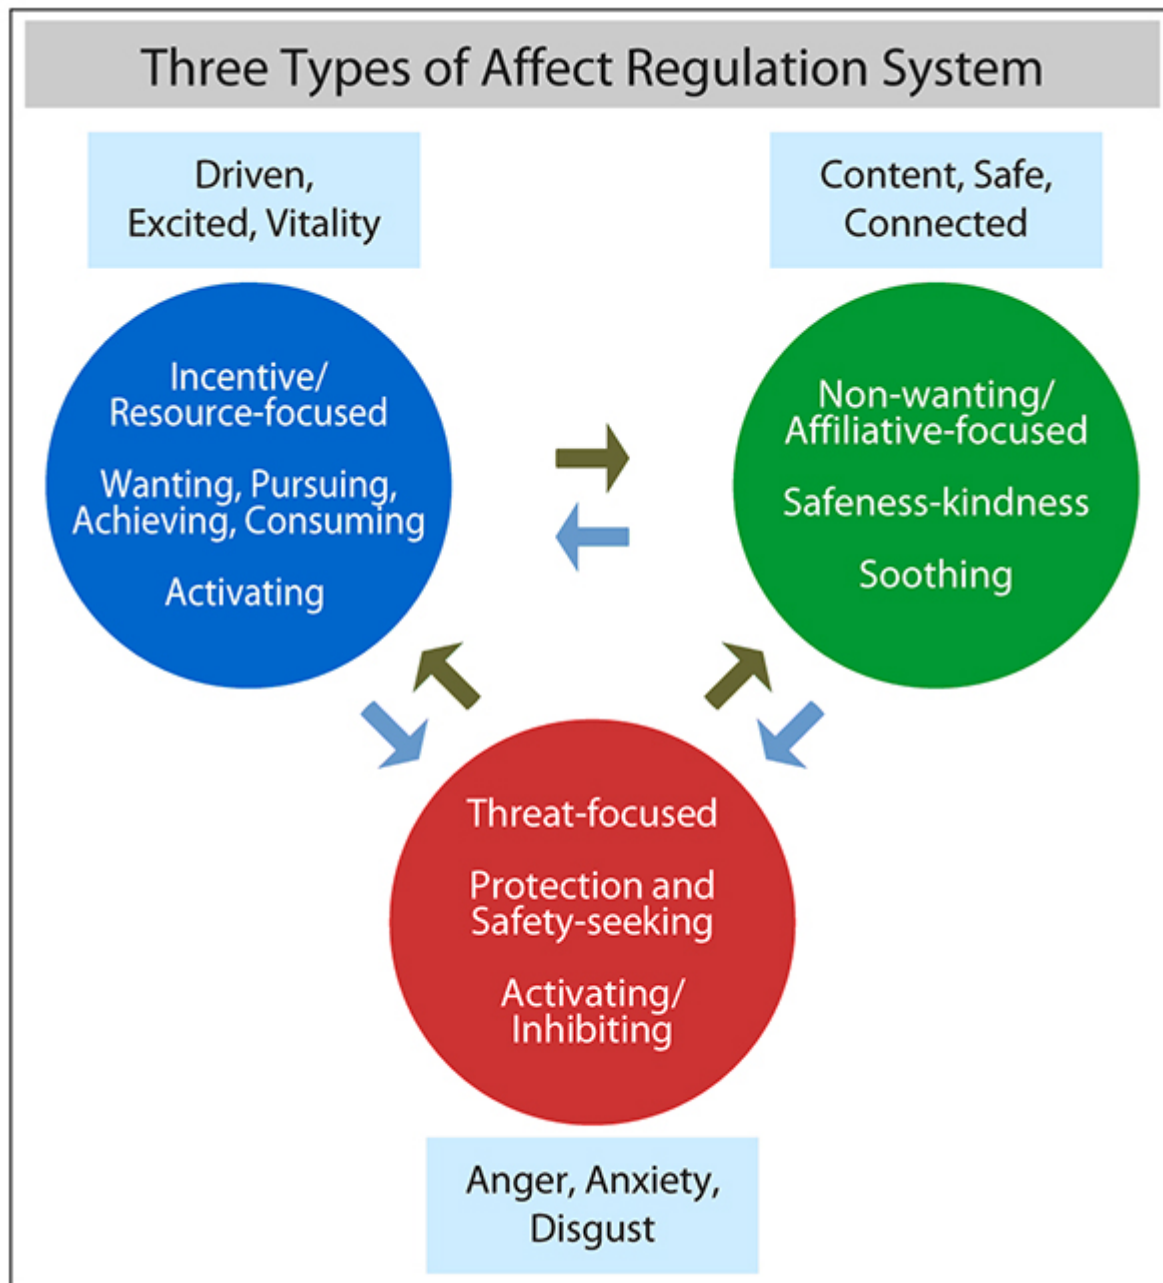 Three Types of Affect Regulation System
Driven,
Excited, Vitality
Content, Safe,
Connected
Incentive/
Resource-focused
Wanting, Pursuing,
Achieving, Consuming
Activating
Non-wanting/
Affiliative-focused
Safeness-kindness
Soothing
Threat-focused
Protection and
Safety-seeking
Activating/
Inhibiting
Anger, Anxiety,
Disgust